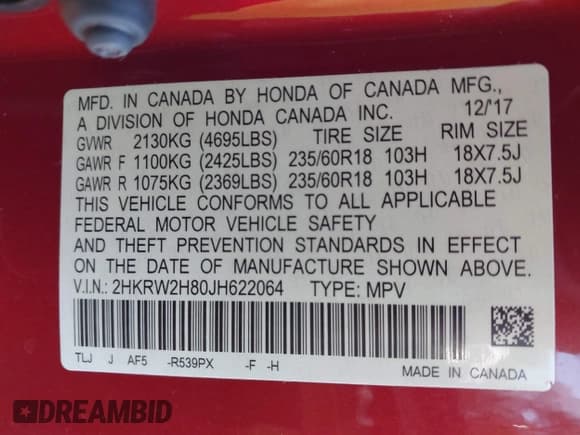 MFD. IN CANADA BY HONDA OF CANADA MFG.,
A DIVISION OF HONDA CANADA INC. 12/'17
GVWR 2130KG (4695LBS) TIRE SIZE RIM SIZE
GAWR F 1100KG (2425LBS) 235/60R18 103H 18X7.5J
GAWR R 1075KG (2369LBS) 235/60R18 103H 18X7.5J
THIS VEHICLE CONFORMS TO ALL APPLICABLE
FEDERAL MOTOR VEHICLE SAFETY
AND THEFT PREVENTION STANDARDS IN EFFECT
ON THE DATE OF MANUFACTURE SHOWN ABOVE.
V.I.N.: 2HKRW2H80JH622064 TYPE: MPV
TLJ J AF5 -R539PX -F -H
MADE IN CANADA
DREAMBID